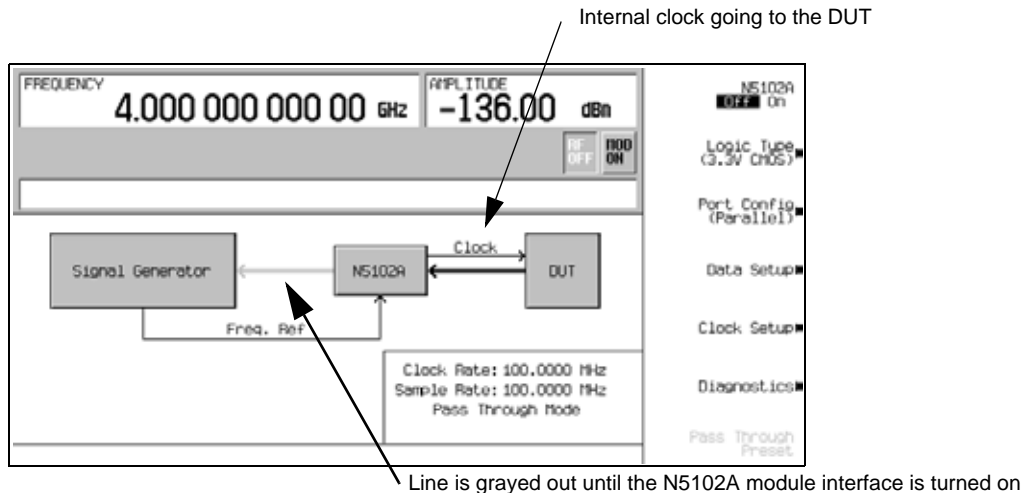 Internal clock going to the DUT
FREQUENCY
4.000 000 000 00 GHz
AMPLITUDE
-136.00 dBm
RF
OFF
MOD
ON
N5102A
Off On
Logic Type
(3.3V CMOS)
Port Config
(Parallel)
Data Setup
Clock Setup
Diagnostics
Pass Through
Preset
Signal Generator
N5102A
Clock
DUT
Freq. Ref
Clock Rate: 100.0000 MHz
Sample Rate: 100.0000 MHz
Pass Through Mode
Line is grayed out until the N5102A module interface is turned on